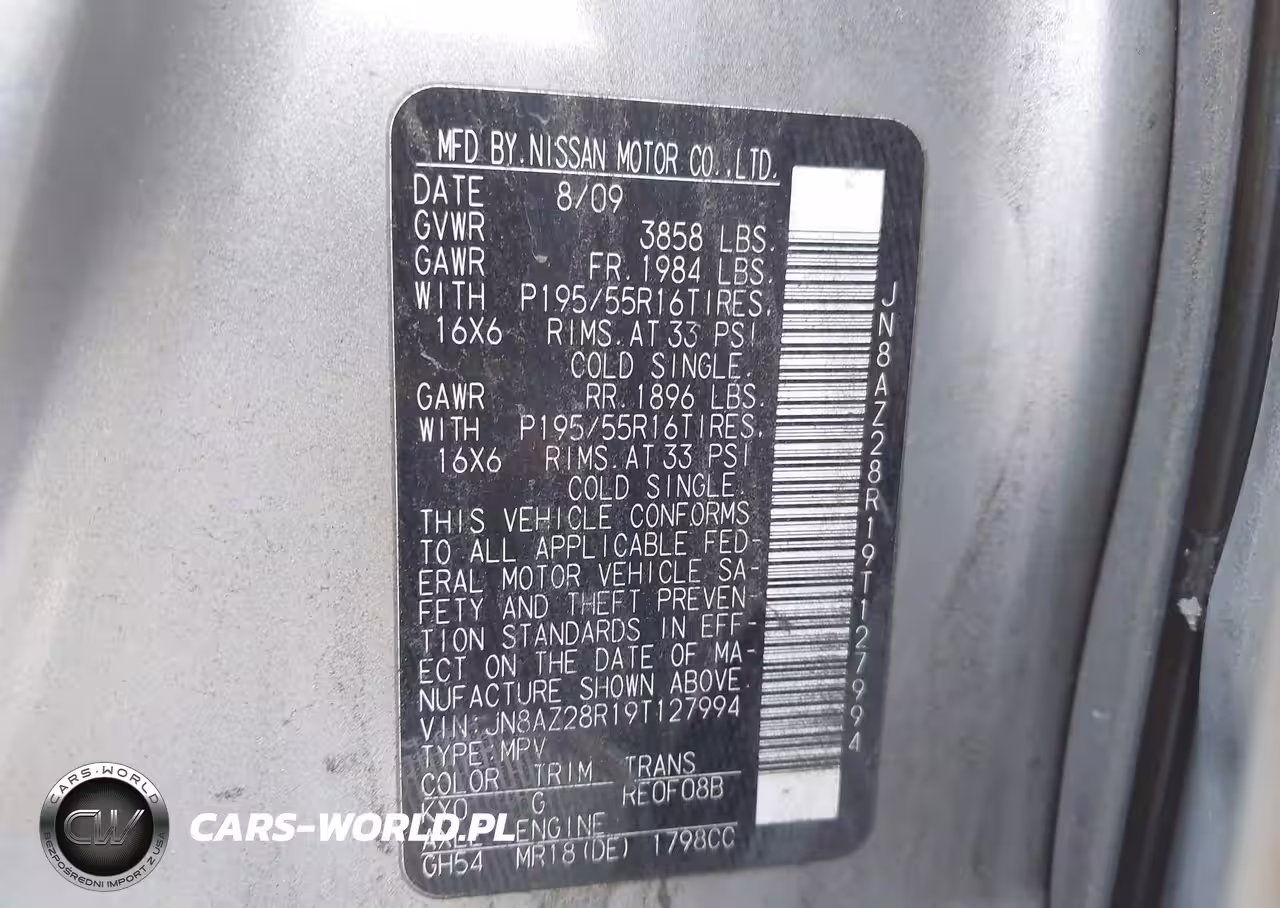 MFD BY.NISSAN MOTOR CO.,LTD.
DATE 8/09
GVWR 3858 LBS.
GAWR FR.1984 LBS.
WITH P195/55R16TIRES.
16X6 RIMS.AT 33 PSI
COLD SINGLE.
GAWR RR.1896 LBS.
WITH P195/55R16TIRES.
16X6 RIMS.AT 33 PSI
COLD SINGLE.
THIS VEHICLE CONFORMS
TO ALL APPLICABLE FED-
ERAL MOTOR VEHICLE SA-
FETY AND THEFT PREVEN-
TION STANDARDS IN EFF-
ECT ON THE DATE OF MA-
NUFACTURE SHOWN ABOVE.
VIN:JN8AZ28R19T127994
TYPE:MPV
COLOR TRIM TRANS
KY0 G RE0F08B
AXLE ENGINE
GH54 MR18(DE) 1798CC
JN8AZ28R19T127994
CARS-WORLD
CW
BEZPOŚREDNI IMPORT Z USA
CARS-WORLD.PL